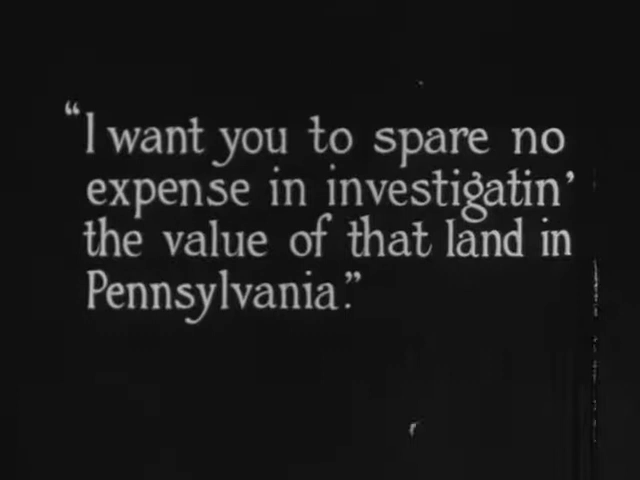 “I want you to spare no
expense in investigatin’
the value of that land in
Pennsylvania.”